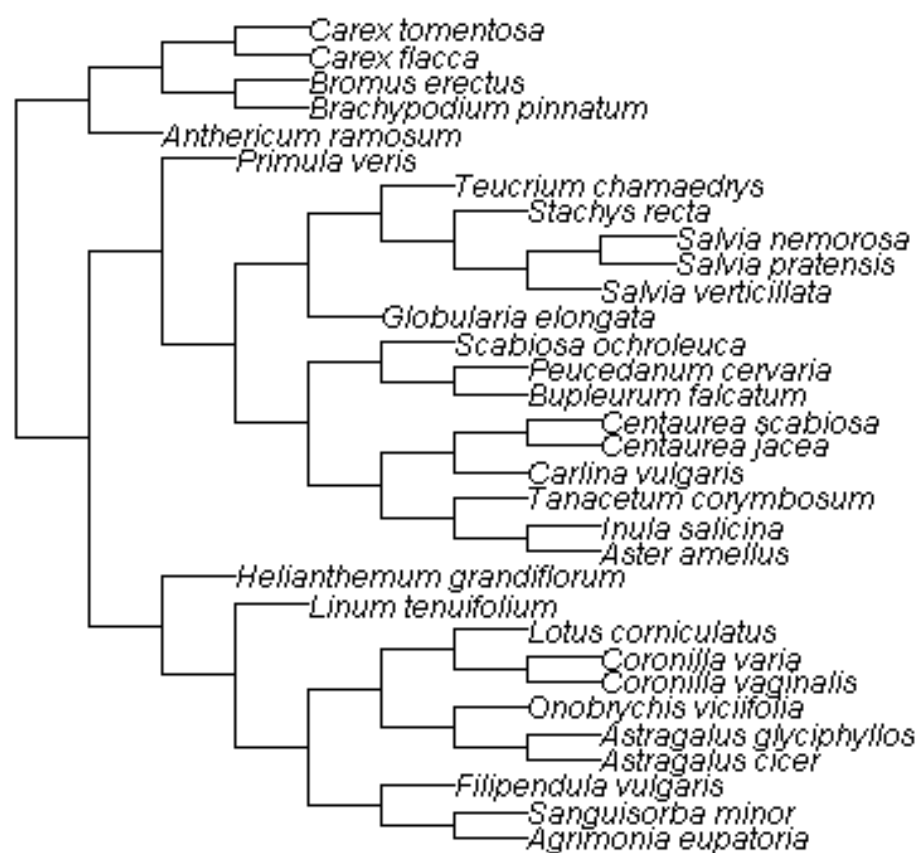 Carex tomentosa
Carex flacca
Bromus erectus
Brachypodium pinnatum
Anthericum ramosum
Primula veris
Teucrium chamaedrys
Stachys recta
Salvia nemorosa
Salvia pratensis
Salvia verticillata
Globularia elongata
Scabiosa ochroleuca
Peucedanum cervaria
Bupleurum falcatum
Centaurea scabiosa
Centaurea jacea
Carlina vulgaris
Tanacetum corymbosum
Inula salicina
Aster amellus
Helianthemum grandiflorum
Linum tenuifolium
Lotus corniculatus
Coronilla varia
Coronilla vaginalis
Onobrychis viciifolia
Astragalus glyciphyllos
Astragalus cicer
Filipendula vulgaris
Sanguisorba minor
Agrimonia eupatoria